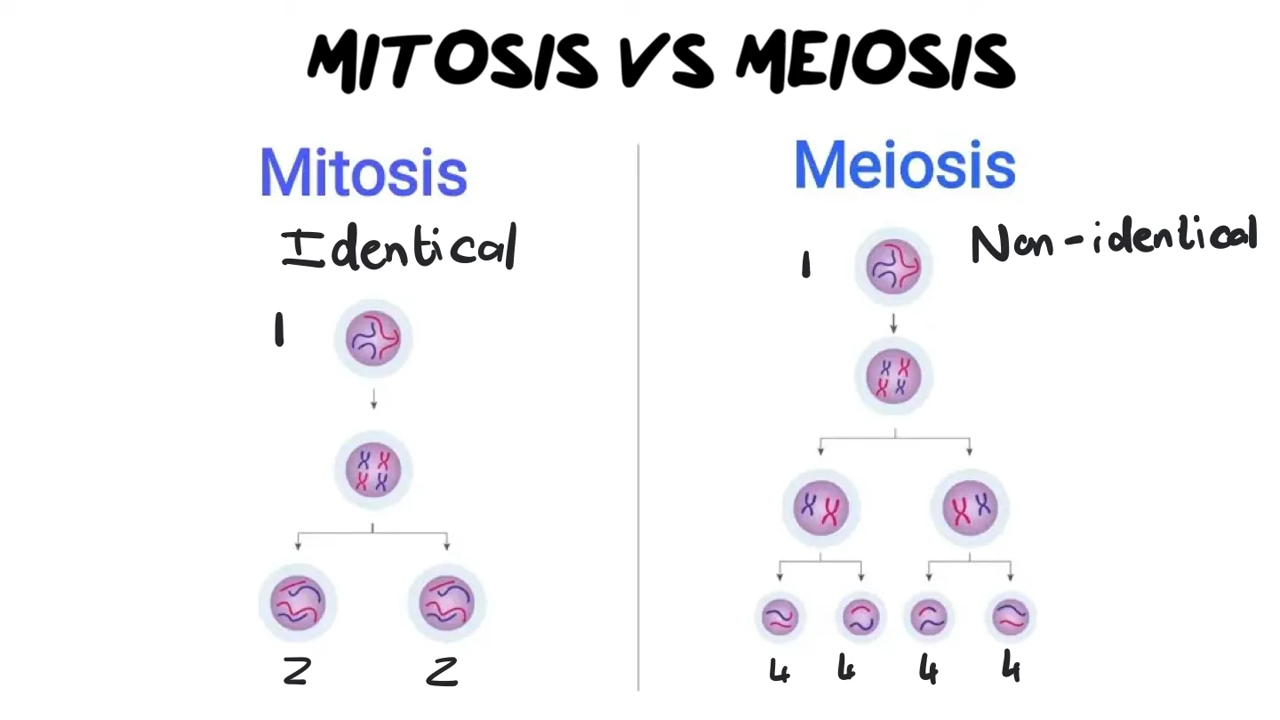 MITOSIS VS MEIOSIS
Mitosis
Identical
1
2 2
Meiosis
Non-identical
1
4 4 4 4